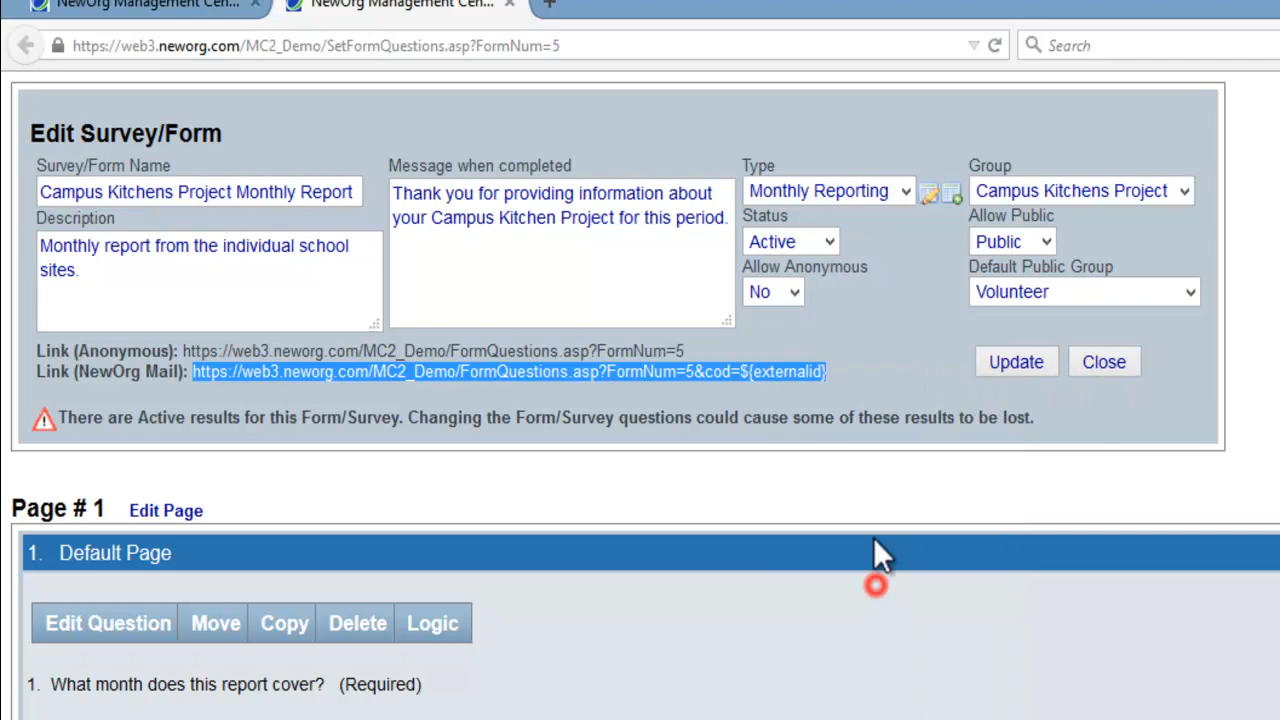 NewOrg Management Cen...
NewOrg Management Cen...
https://web3.neworg.com/MC2_Demo/SetFormQuestions.asp?FormNum=5
Search
Edit Survey/Form
Survey/Form Name
Message when completed
Type
Group
Campus Kitchens Project Monthly Report
Thank you for providing information about
your Campus Kitchen Project for this period.
Monthly Reporting
Campus Kitchens Project
Description
Status
Allow Public
Monthly report from the individual school
sites.
Active
Public
Allow Anonymous
Default Public Group
No
Volunteer
Link (Anonymous): https://web3.neworg.com/MC2_Demo/FormQuestions.asp?FormNum=5
Link (NewOrg Mail): https://web3.neworg.com/MC2_Demo/FormQuestions.asp?FormNum=5&cod=${externalid}
Update
Close
There are Active results for this Form/Survey. Changing the Form/Survey questions could cause some of these results to be lost.
Page # 1 Edit Page
1. Default Page
Edit Question Move Copy Delete Logic
1. What month does this report cover? (Required)